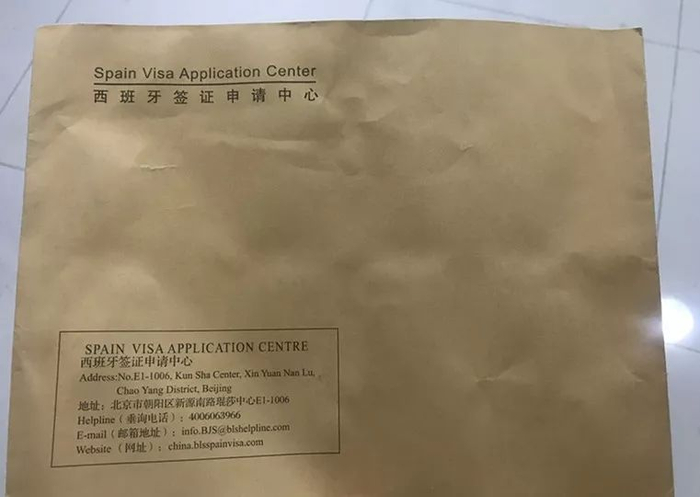 Spain Visa Application Center
西班牙签证申请中心
SPAIN VISA APPLICATION CENTRE
西班牙签证申请中心
Address:No.E1-1006, Kun Sha Center, Xin Yuan Nan Lu,
Chao Yang District, Beijing
地址：北京市朝阳区新源南路琨莎中心E1-1006
Helpline（垂询电话）: 4006063966
E-mail（邮箱地址）: info.BJS@blshelpline.com
Website（网址）: china.blsspainvisa.com